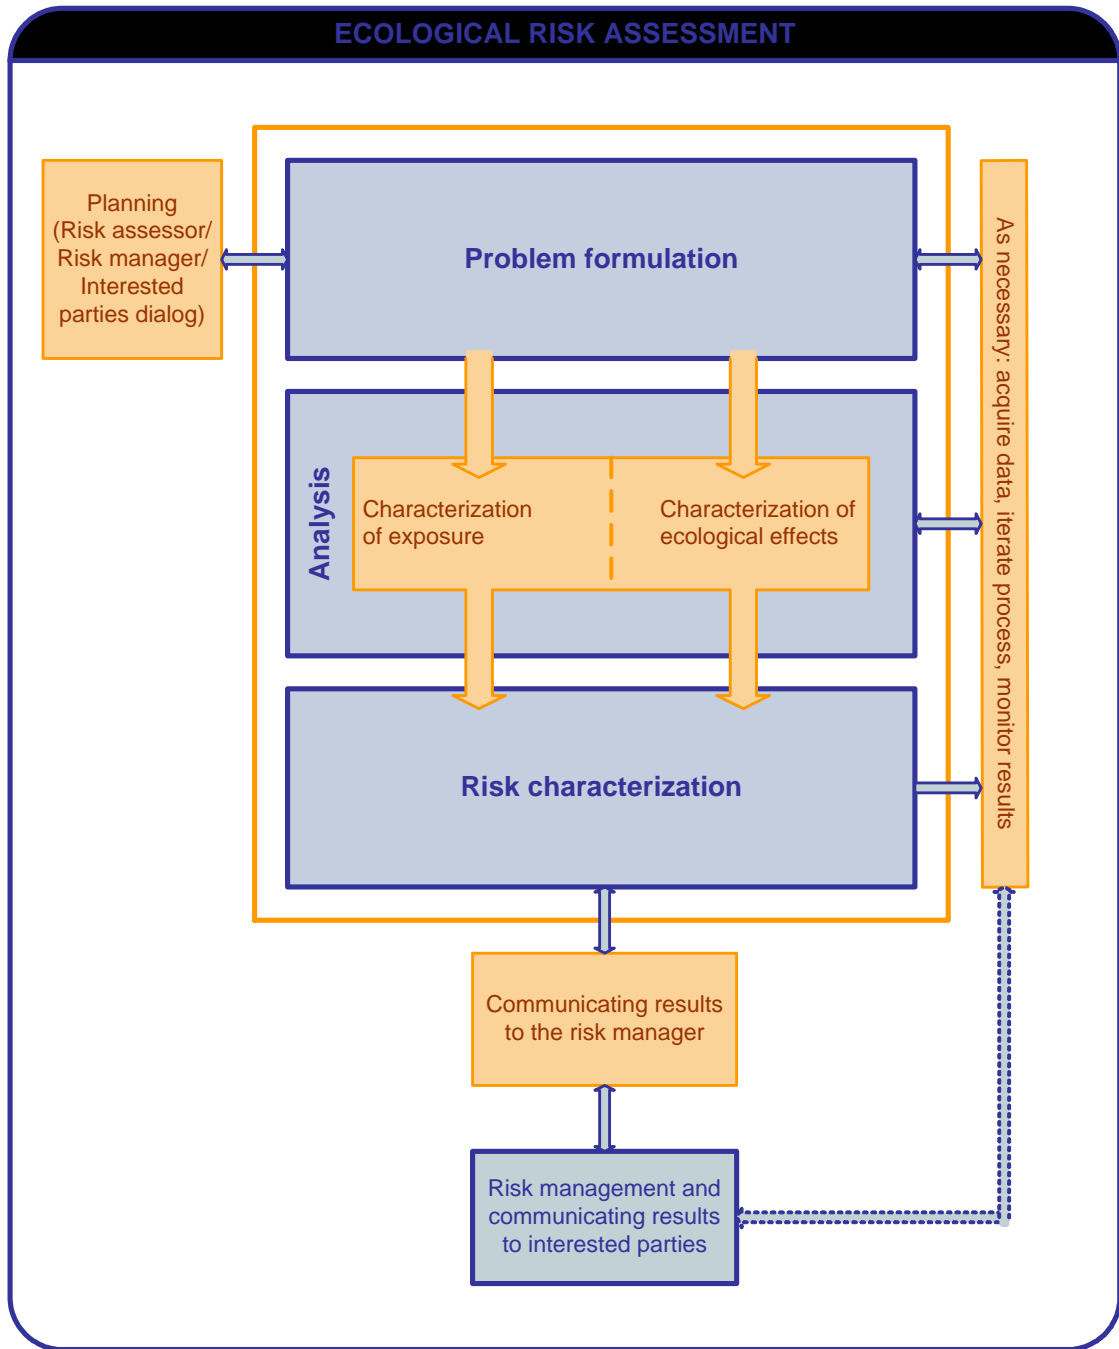 ECOLOGICAL RISK ASSESSMENT
Planning
(Risk assessor/
Risk manager/
Interested
parties dialog)
Problem formulation
As necessary: acquire data, iterate process, monitor results
Analysis
Characterization
of exposure
Characterization of
ecological effects
Risk characterization
Communicating results
to the risk manager
Risk management and
communicating results
to interested parties